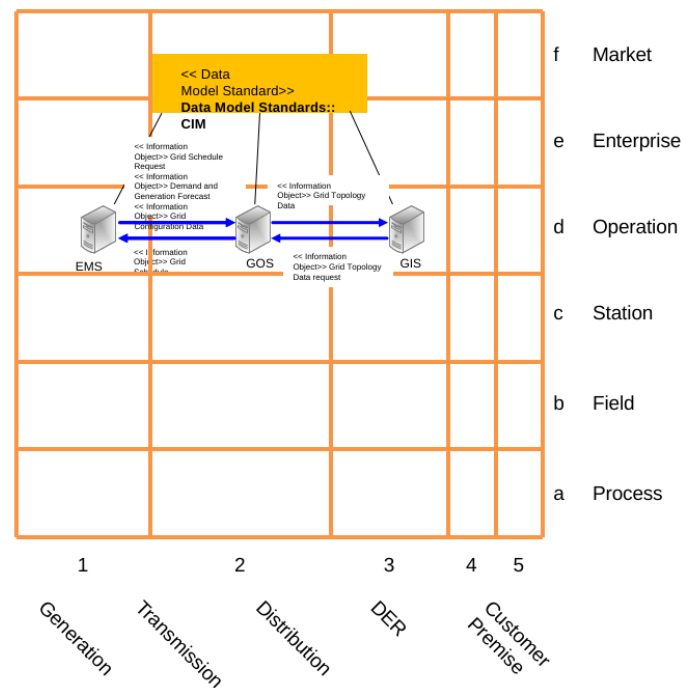 << Data
Model Standard>>
Data Model Standards::
CIM
f Market
e Enterprise
d Operation
c Station
b Field
a Process
<< Information
Object>> Grid Schedule
Request
<< Information
Object>> Demand and
Generation Forecast
<< Information
Object>> Grid
Configuration Data
<< Information
Object>> Grid
Schedule
<< Information
Object>> Grid Topology
Data
<< Information
Object>> Grid Topology
Data request
EMS
GOS
GIS
1 2 3 4 5
Generation
Transmission
Distribution
DER
Customer
Premise